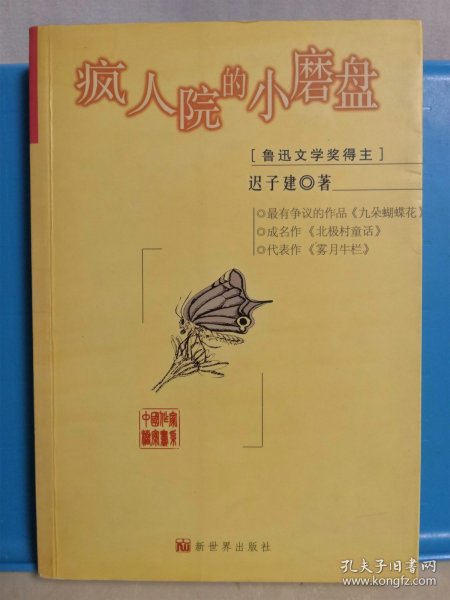 疯人院的小磨盘
[鲁迅文学奖得主]
迟子建◎著
◎最有争议的作品《九朵蝴蝶花》
◎成名作《北极村童话》
◎代表作《雾月牛栏》
中国作家
档案书系
新世界出版社
孔夫子旧书网
www.kongfz.com